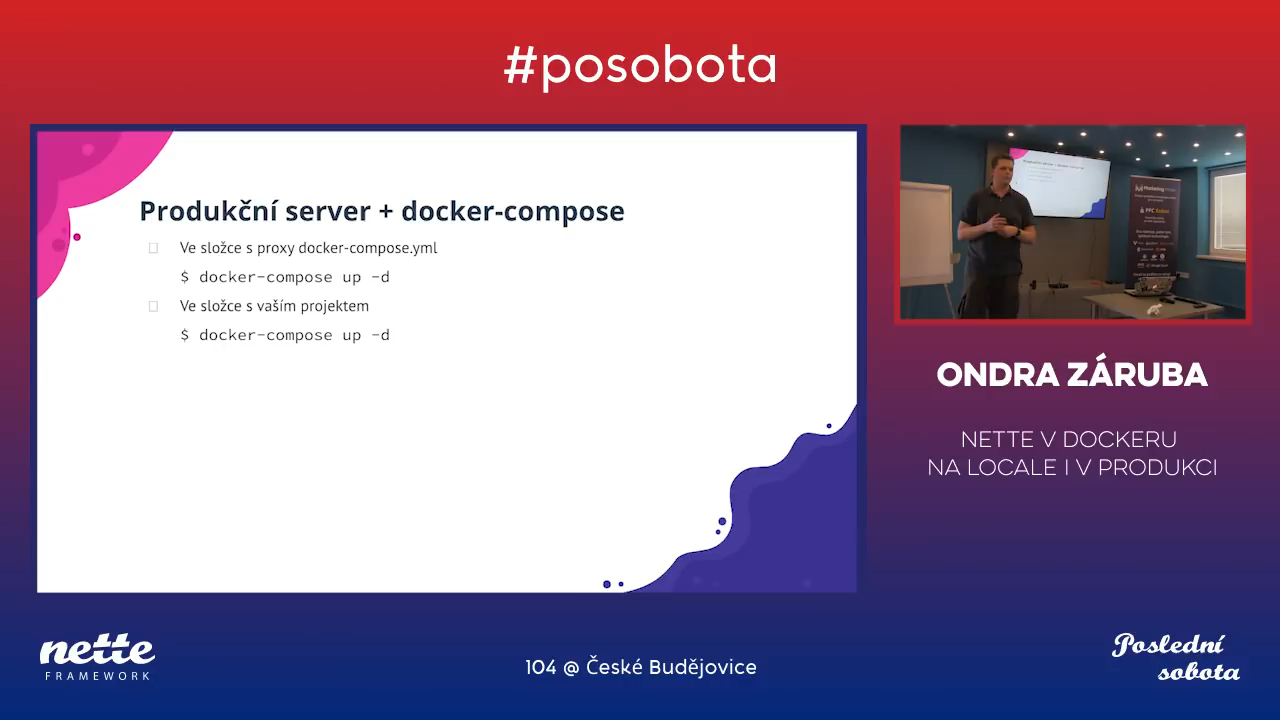 #posobota
Produkční server + docker-compose
Ve složce s proxy docker-compose.yml
$ docker-compose up -d
Ve složce s vaším projektem
$ docker-compose up -d
ONDRA ZÁRUBA
NETTE V DOCKERU
NA LOCALE I V PRODUKCI
nette
FRAMEWORK
104 @ České Budějovice
Poslední
sobota